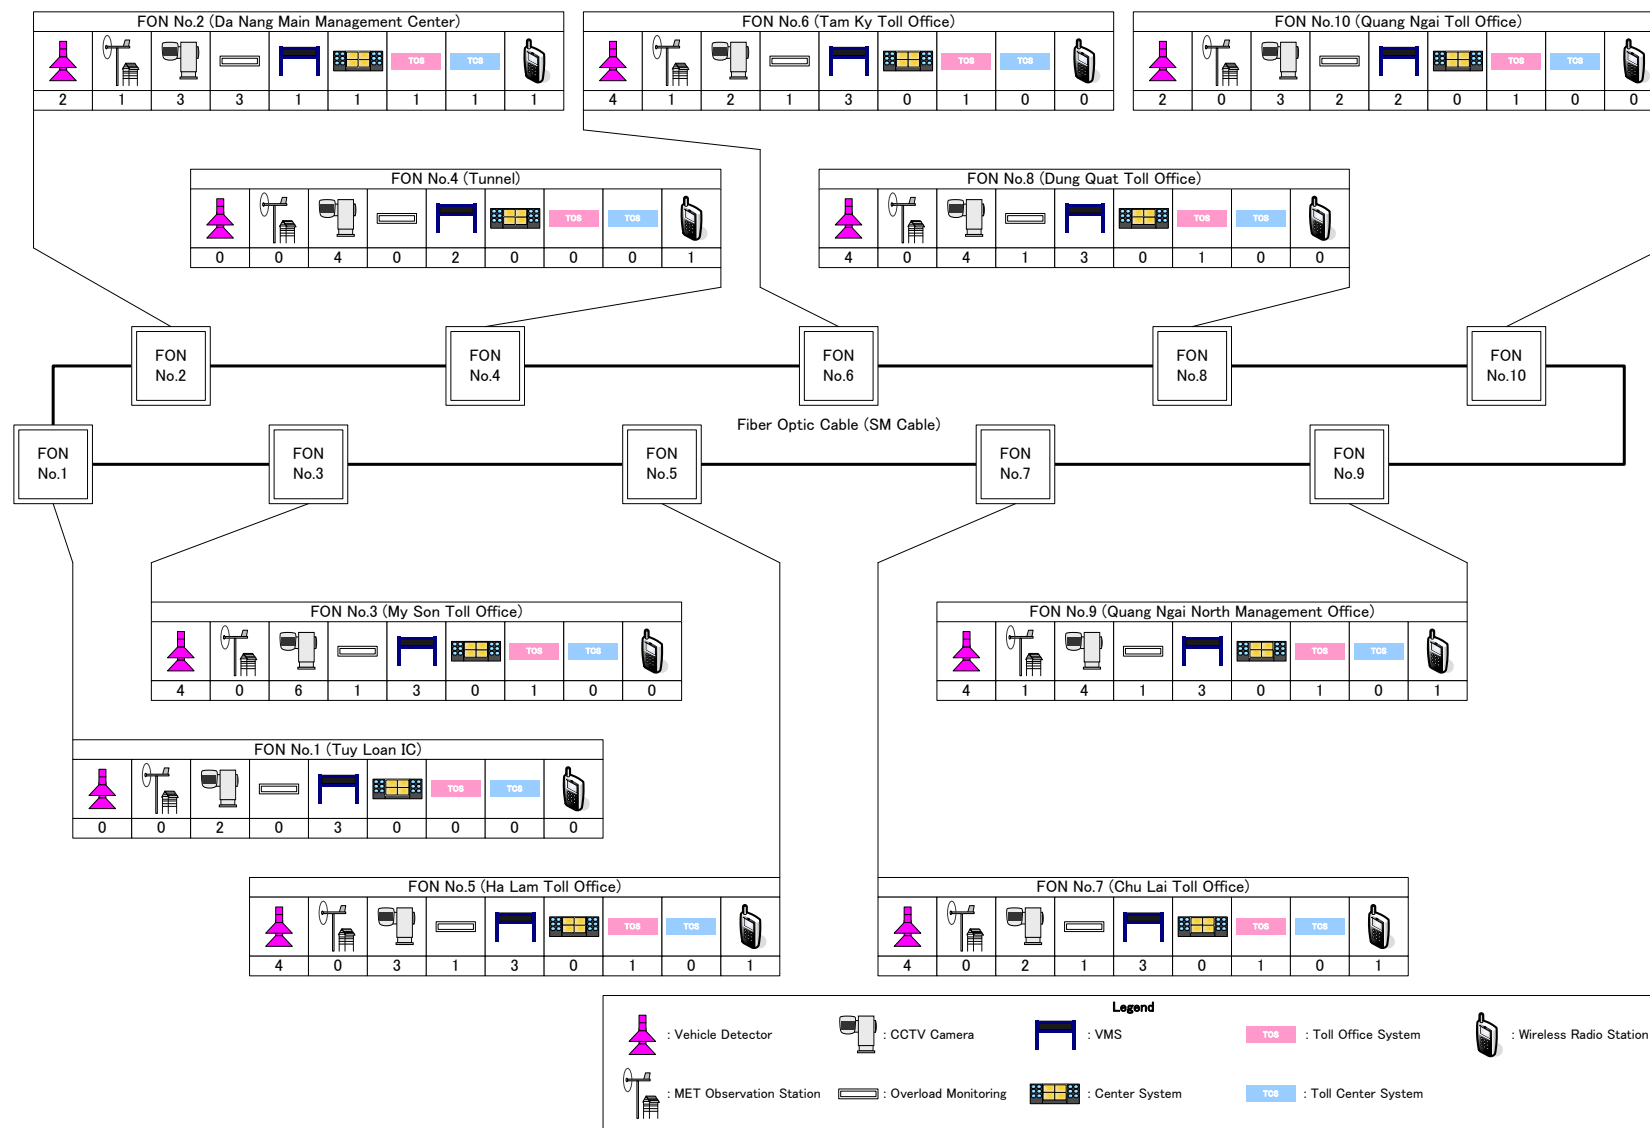 FON No.2 (Da Nang Main Management Center)
TOS TCS
2 1 3 3 1 1 1 1 1
FON No.6 (Tam Ky Toll Office)
TOS TCS
4 1 2 1 3 0 1 0 0
FON No.10 (Quang Ngai Toll Office)
TOS TCS
2 0 3 2 2 0 1 0 0
FON No.4 (Tunnel)
TOS TCS
0 0 4 0 2 0 0 0 1
FON No.8 (Dung Quat Toll Office)
TOS TCS
4 0 4 1 3 0 1 0 0
FON
No.2
FON
No.4
FON
No.6
FON
No.8
FON
No.10
Fiber Optic Cable (SM Cable)
FON
No.1
FON
No.3
FON
No.5
FON
No.7
FON
No.9
FON No.3 (My Son Toll Office)
TOS TCS
4 0 6 1 3 0 1 0 0
FON No.9 (Quang Ngai North Management Office)
TOS TCS
4 1 4 1 3 0 1 0 1
FON No.1 (Tuy Loan IC)
TOS TCS
0 0 2 0 3 0 0 0 0
FON No.5 (Ha Lam Toll Office)
TOS TCS
4 0 3 1 3 0 1 0 1
FON No.7 (Chu Lai Toll Office)
TOS TCS
4 0 2 1 3 0 1 0 1
Legend
: Vehicle Detector : CCTV Camera : VMS TOS : Toll Office System : Wireless Radio Station
: MET Observation Station : Overload Monitoring : Center System TCS : Toll Center System